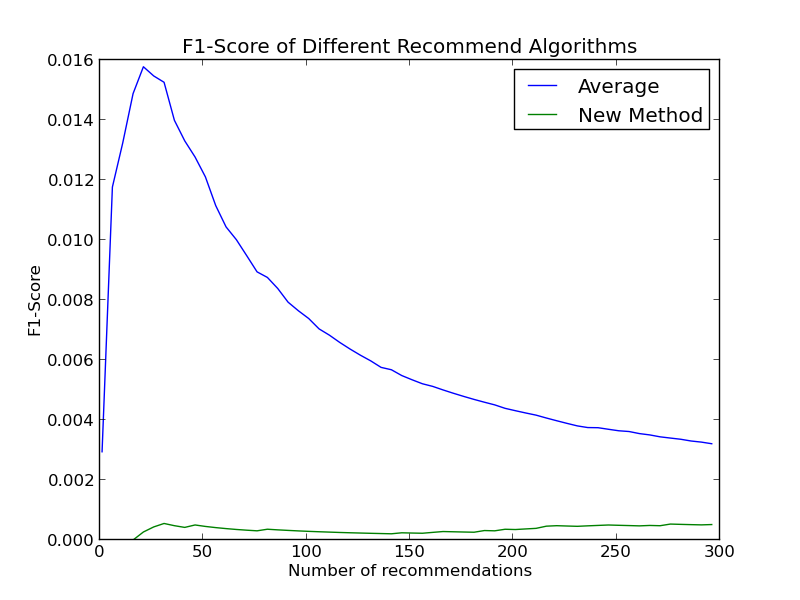 F1-Score of Different Recommend Algorithms
0.016
0.014
0.012
0.010
0.008
0.006
0.004
0.002
0.000
F1-Score
Average
New Method
0 50 100 150 200 250 300
Number of recommendations